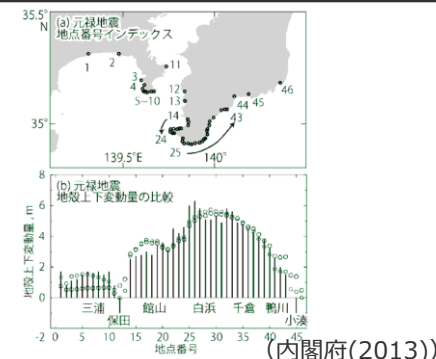 (a) 元禄地震
地点番号インデックス
35.5°
N
35°
139.5°E
140°
1
2
3
4
5~10
11
12
13
14
24
25
43
44
45
46
(b) 元禄地震
地殻上下変動量の比較
地殻上下変動量, m
8
6
4
2
0
-2
三浦
保田
館山
白浜
千倉
鴨川
小湊
0 5 10 15 20 25 30 35 40 45
地点番号
(内閣府(2013))